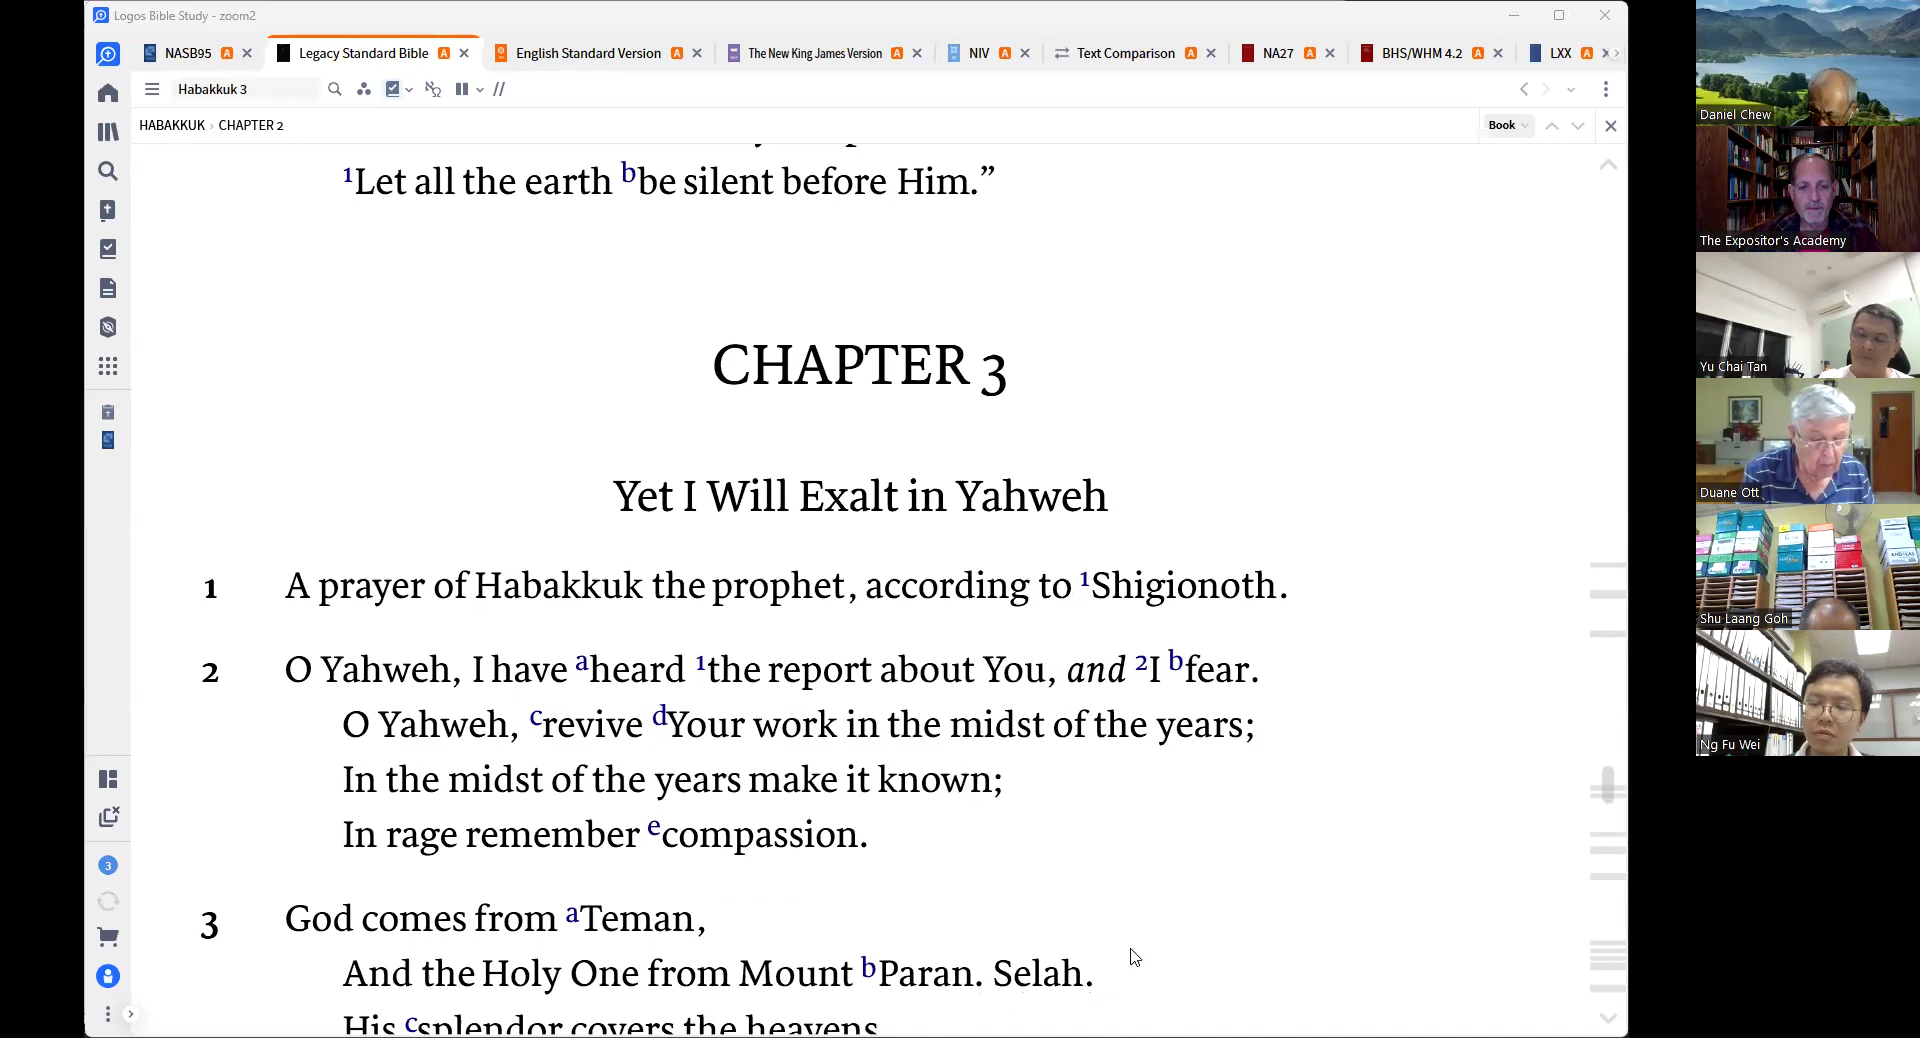 Logos Bible Study - zoom2
NASB95 A
Legacy Standard Bible A
English Standard Version A
The New King James Version A
NIV A
Text Comparison A
NA27 A
BHS/WHM 4.2 A
LXX A
Habakkuk 3
HABAKKUK › CHAPTER 2
Book
1Let all the earth bbe silent before Him.”
CHAPTER 3
Yet I Will Exalt in Yahweh
1 A prayer of Habakkuk the prophet, according to 1Shigionoth.
2 O Yahweh, I have aheard 1the report about You, and 2I bfear.
O Yahweh, crevive dYour work in the midst of the years;
In the midst of the years make it known;
In rage remember ecompassion.
3 God comes from aTeman,
And the Holy One from Mount bParan. Selah.
His csplendor covers the heavens
3
Daniel Chew
The Expositor's Academy
Yu Chai Tan
Duane Ott
Shu Laang Goh
Ng Fu Wei